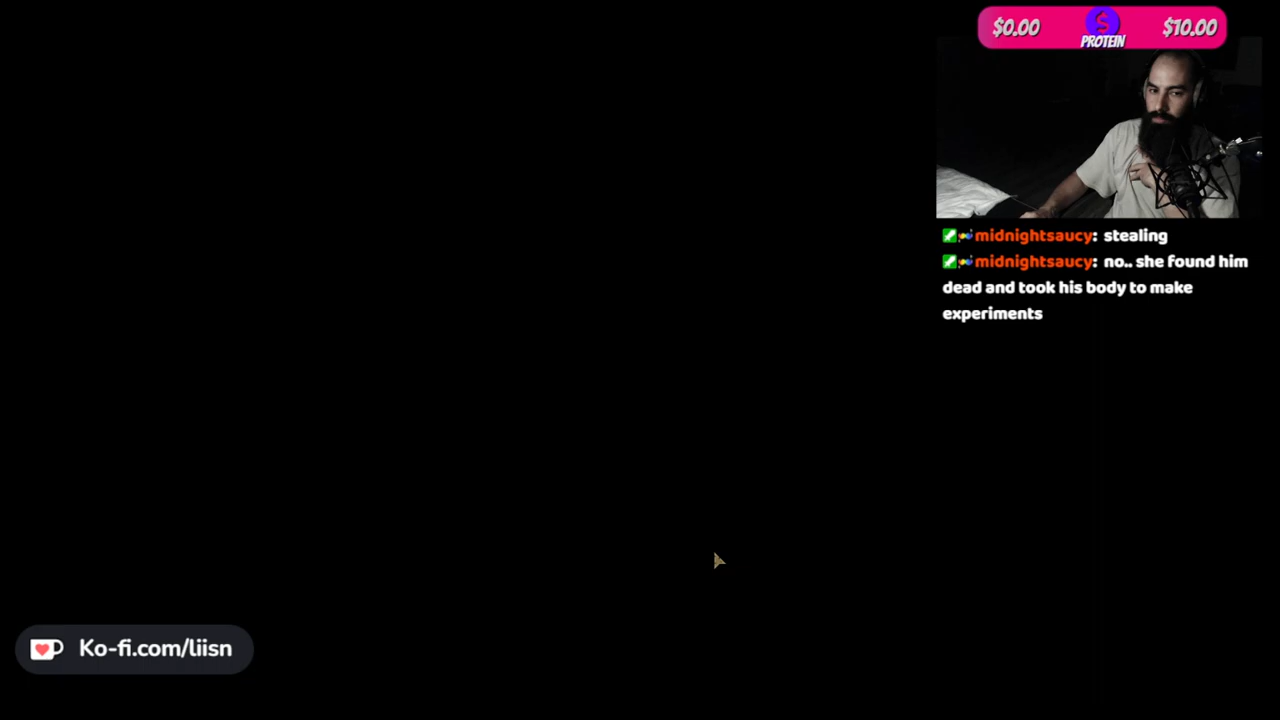 $0.00 $10.00
PROTEIN
midnightsaucy: stealing
midnightsaucy: no.. she found him
dead and took his body to make
experiments
Ko-fi.com/liisn